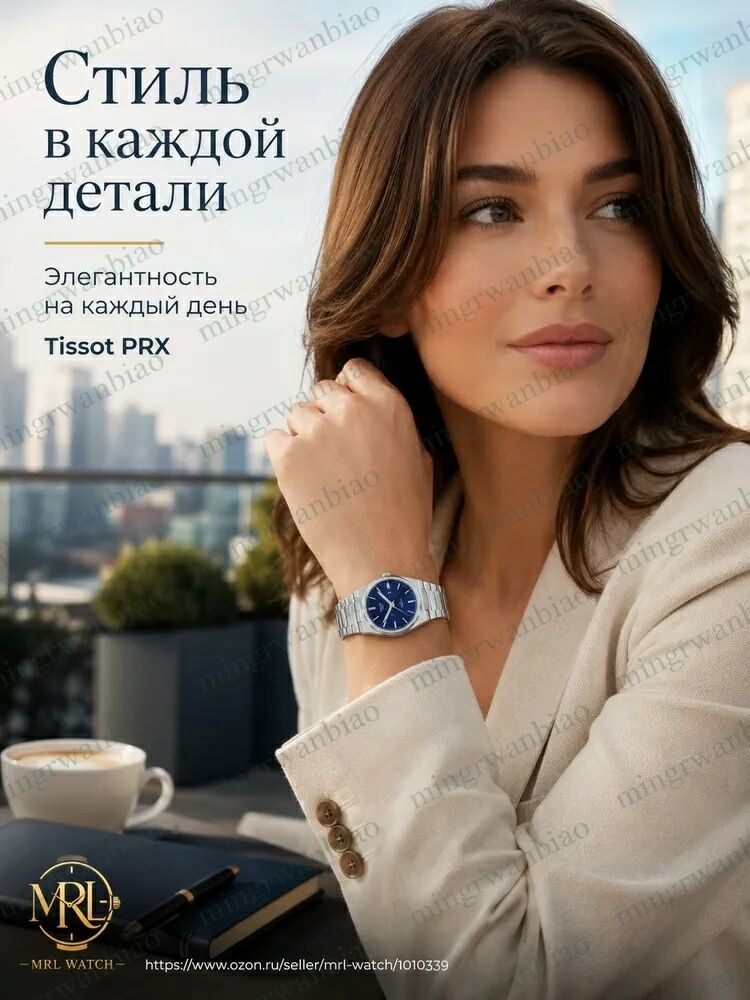 Стиль
в каждой
детали
Элегантность
на каждый день
Tissot PRX
MRL
MRL WATCH
https://www.ozon.ru/seller/mrl-watch/1010339
mingrwanbiao